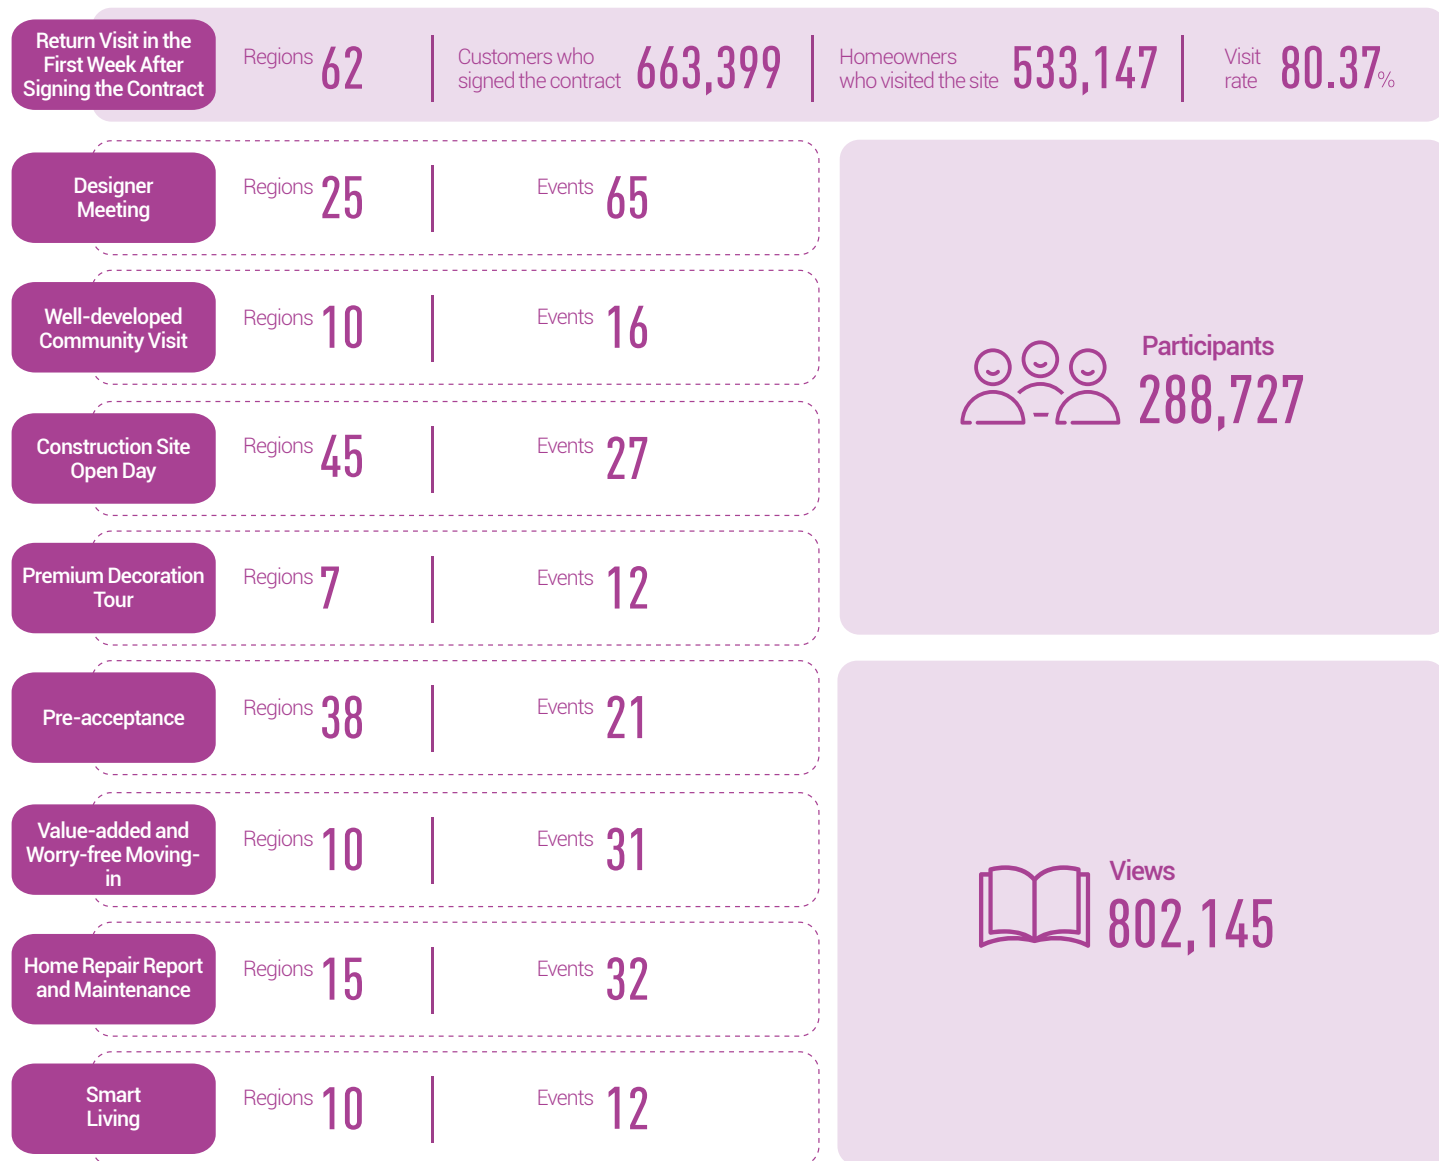 Return Visit in the
First Week After
Signing the Contract
Regions 62
Customers who
signed the contract 663,399
Homeowners
who visited the site 533,147
Visit
rate 80.37%
Designer
Meeting
Regions 25
Events 65
Well-developed
Community Visit
Regions 10
Events 16
Construction Site
Open Day
Regions 45
Events 27
Premium Decoration
Tour
Regions 7
Events 12
Participants
288,727
Pre-acceptance
Regions 38
Events 21
Value-added and
Worry-free Moving-
in
Regions 10
Events 31
Home Repair Report
and Maintenance
Regions 15
Events 32
Smart
Living
Regions 10
Events 12
Views
802,145